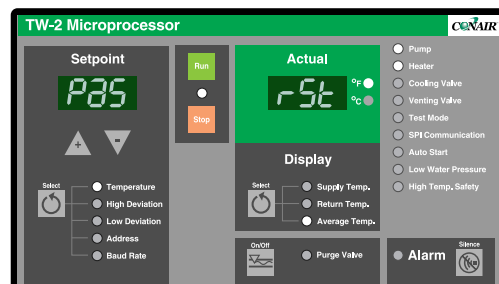 TW-2 Microprocessor
CONAIR
Setpoint
PAS
+ -
Select
Temperature
High Deviation
Low Deviation
Address
Baud Rate
Run
Stop
Actual
rSt
°F
°C
Display
Select
Supply Temp.
Return Temp.
Average Temp.
On/Off
Purge Valve
Pump
Heater
Cooling Valve
Venting Valve
Test Mode
SPI Communication
Auto Start
Low Water Pressure
High Temp. Safety
Alarm
Silence